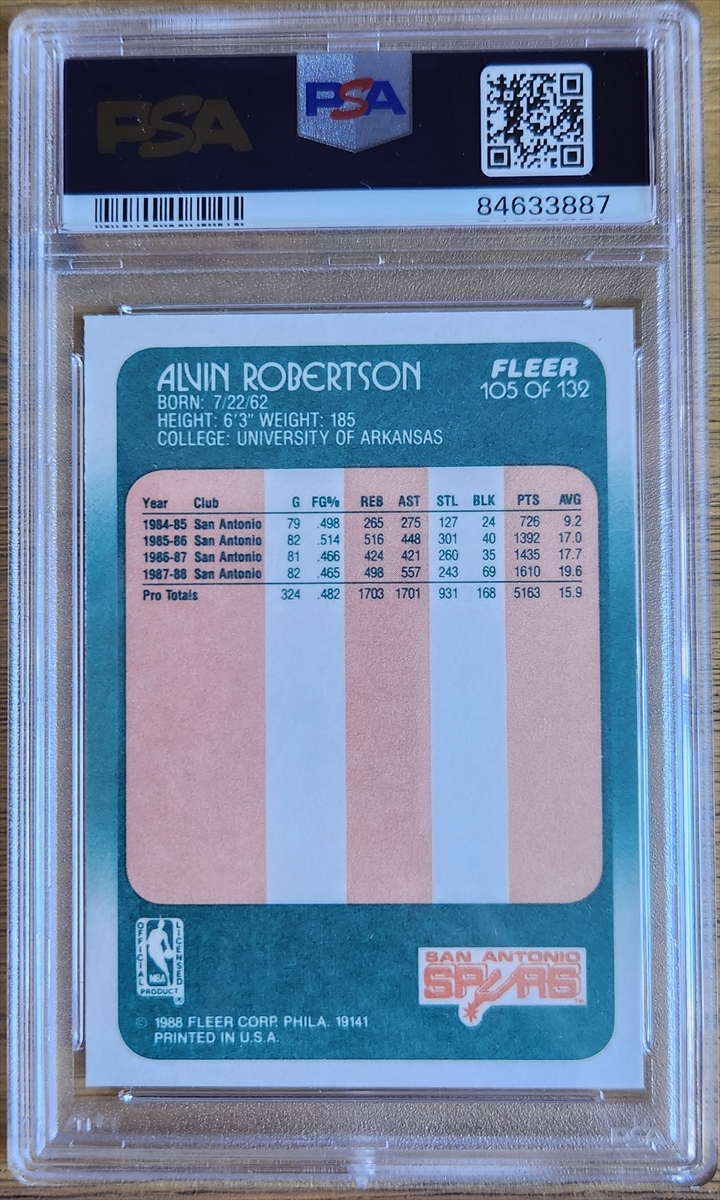 PSA PSA
84633887
ALVIN ROBERTSON FLEER
105 OF 132
BORN: 7/22/62
HEIGHT: 6'3" WEIGHT: 185
COLLEGE: UNIVERSITY OF ARKANSAS
Year Club G FG% REB AST STL BLK PTS AVG
1984-85 San Antonio 79 .498 265 275 127 24 726 9.2
1985-86 San Antonio 82 .514 516 448 301 40 1392 17.0
1986-87 San Antonio 81 .466 424 421 260 35 1435 17.7
1987-88 San Antonio 82 .465 498 557 243 69 1610 19.6
Pro Totals 324 .482 1703 1701 931 168 5163 15.9
OFFICIAL NBA LICENSED
PRODUCT ®
SAN ANTONIO
SPURS TM
© 1988 FLEER CORP. PHILA. 19141
PRINTED IN U.S.A.